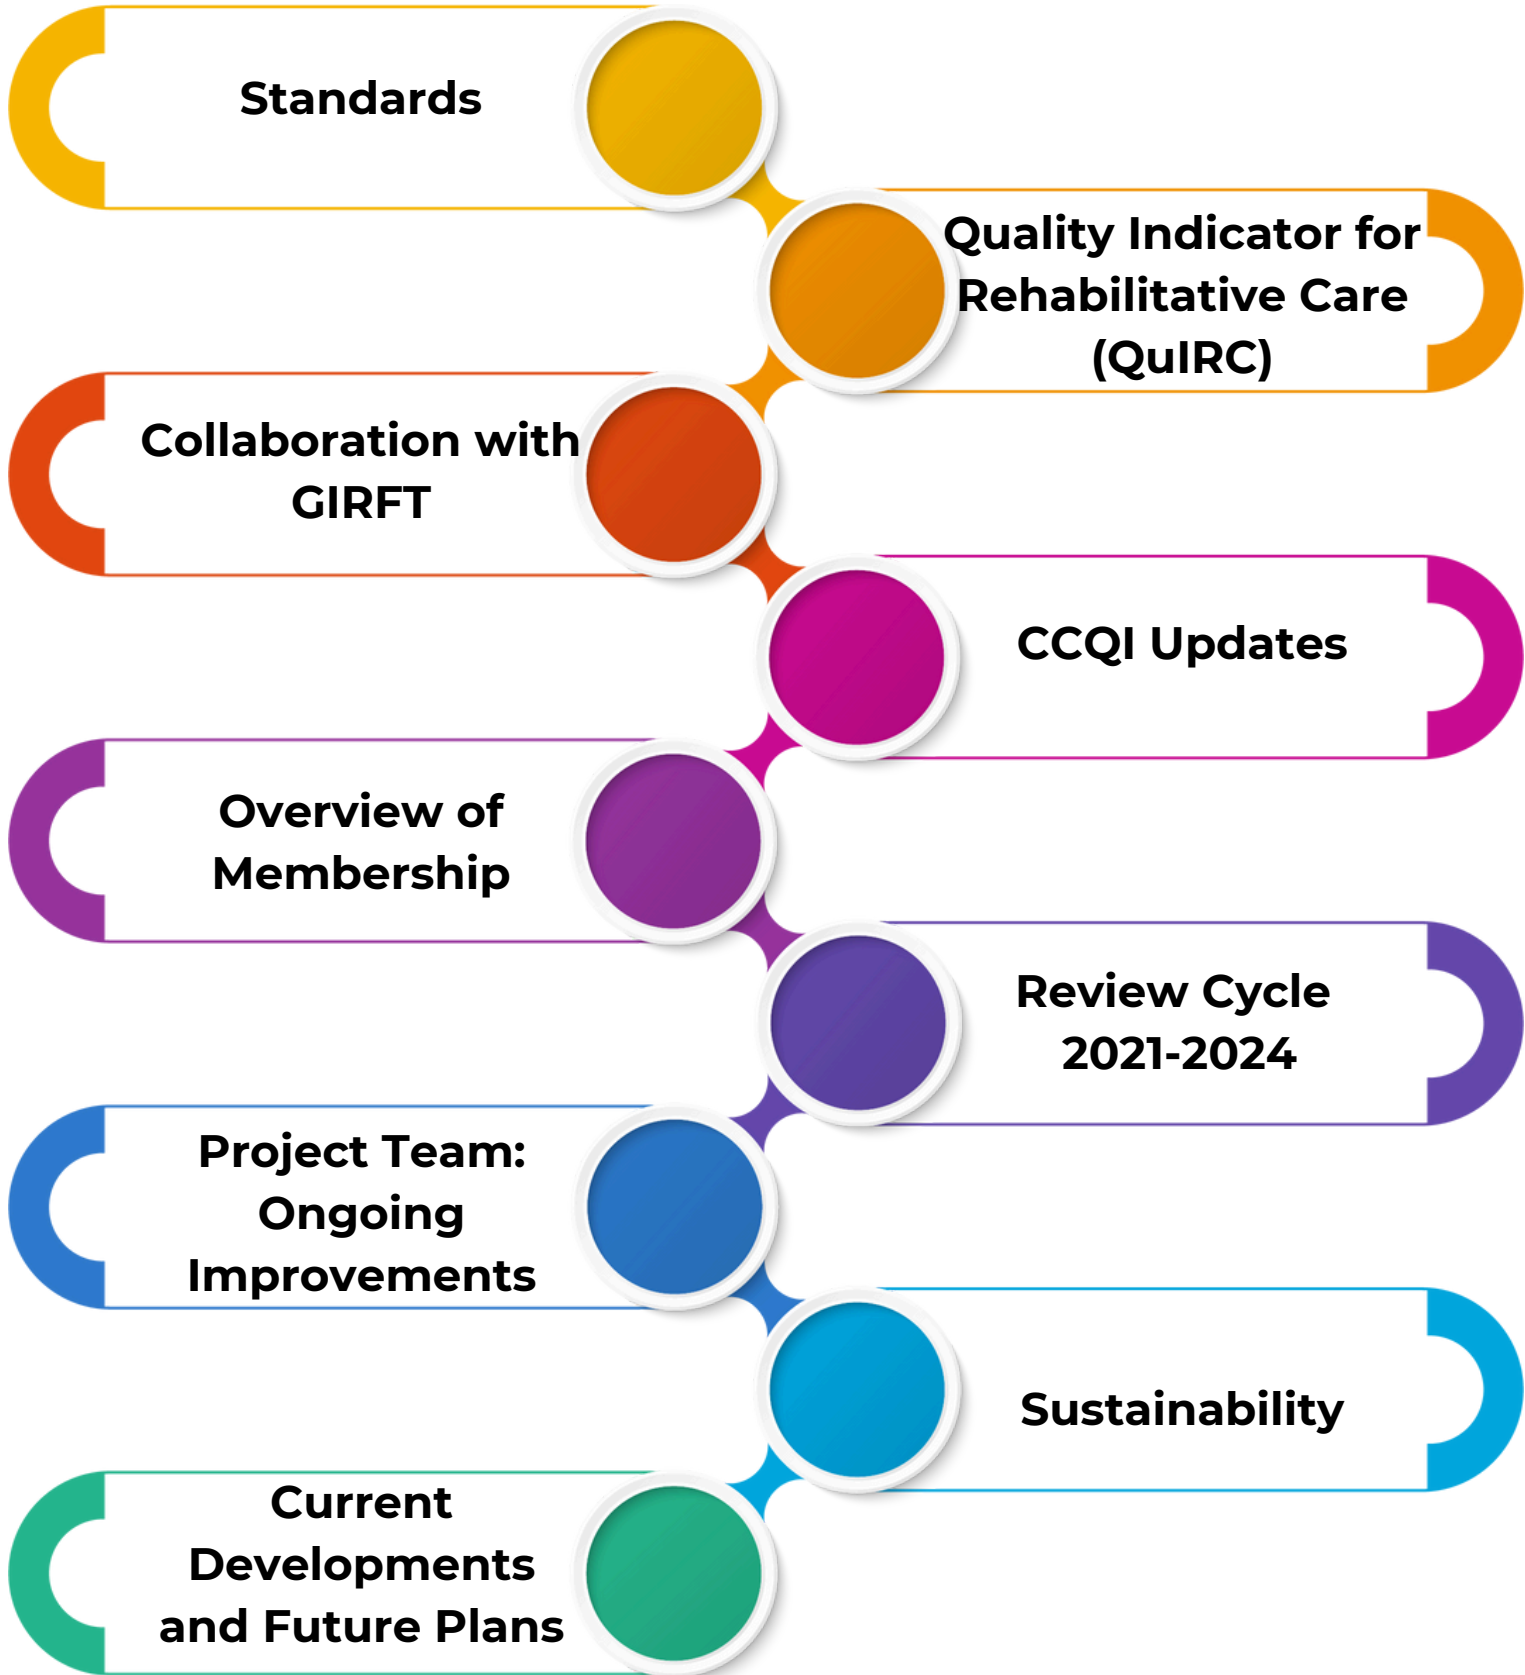 Standards
Quality Indicator for
Rehabilitative Care
(QuIRC)
Collaboration with
GIRFT
CCQI Updates
Overview of
Membership
Review Cycle
2021-2024
Project Team:
Ongoing
Improvements
Sustainability
Current
Developments
and Future Plans